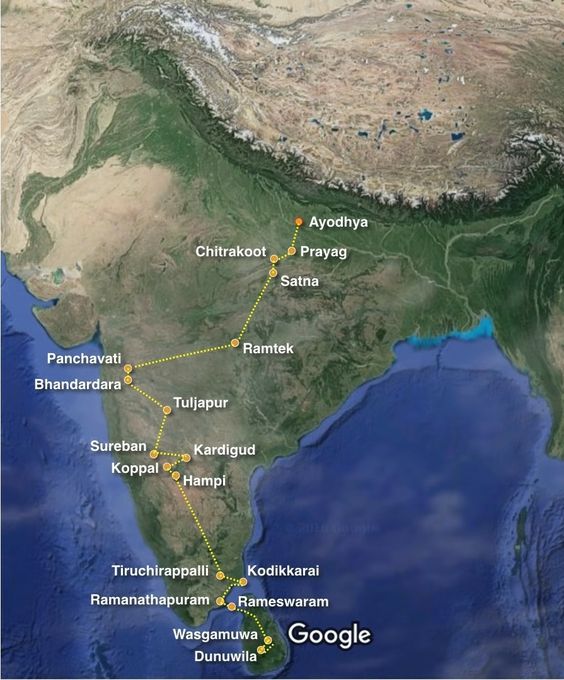 Ayodhya
Chitrakoot
Prayag
Satna
Ramtek
Panchavati
Bhandardara
Tuljapur
Sureban
Kardigud
Koppal
Hampi
Tiruchirappalli
Kodikkarai
Ramanathapuram
Rameswaram
Wasgamuwa
Google
Dunuwila